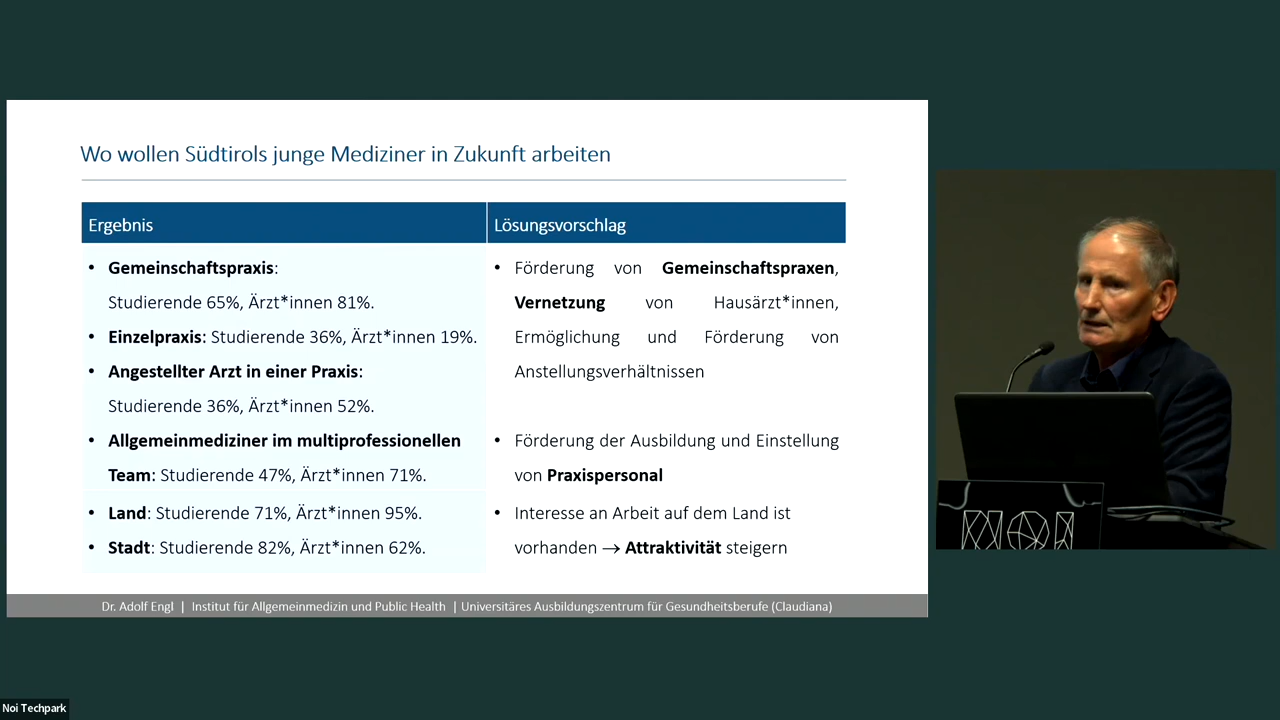 Wo wollen Südtirols junge Mediziner in Zukunft arbeiten
Ergebnis
• Gemeinschaftspraxis:
Studierende 65%, Ärzt*innen 81%.
• Einzelpraxis: Studierende 36%, Ärzt*innen 19%.
• Angestellter Arzt in einer Praxis:
Studierende 36%, Ärzt*innen 52%.
• Allgemeinmediziner im multiprofessionellen
Team: Studierende 47%, Ärzt*innen 71%.
• Land: Studierende 71%, Ärzt*innen 95%.
• Stadt: Studierende 82%, Ärzt*innen 62%.
Lösungsvorschlag
• Förderung von Gemeinschaftspraxen,
Vernetzung von Hausärzt*innen,
Ermöglichung und Förderung von
Anstellungsverhältnissen
• Förderung der Ausbildung und Einstellung
von Praxispersonal
• Interesse an Arbeit auf dem Land ist
vorhanden → Attraktivität steigern
Dr. Adolf Engl | Institut für Allgemeinmedizin und Public Health | Universitäres Ausbildungszentrum für Gesundheitsberufe (Claudiana)
NOI
Noi Techpark